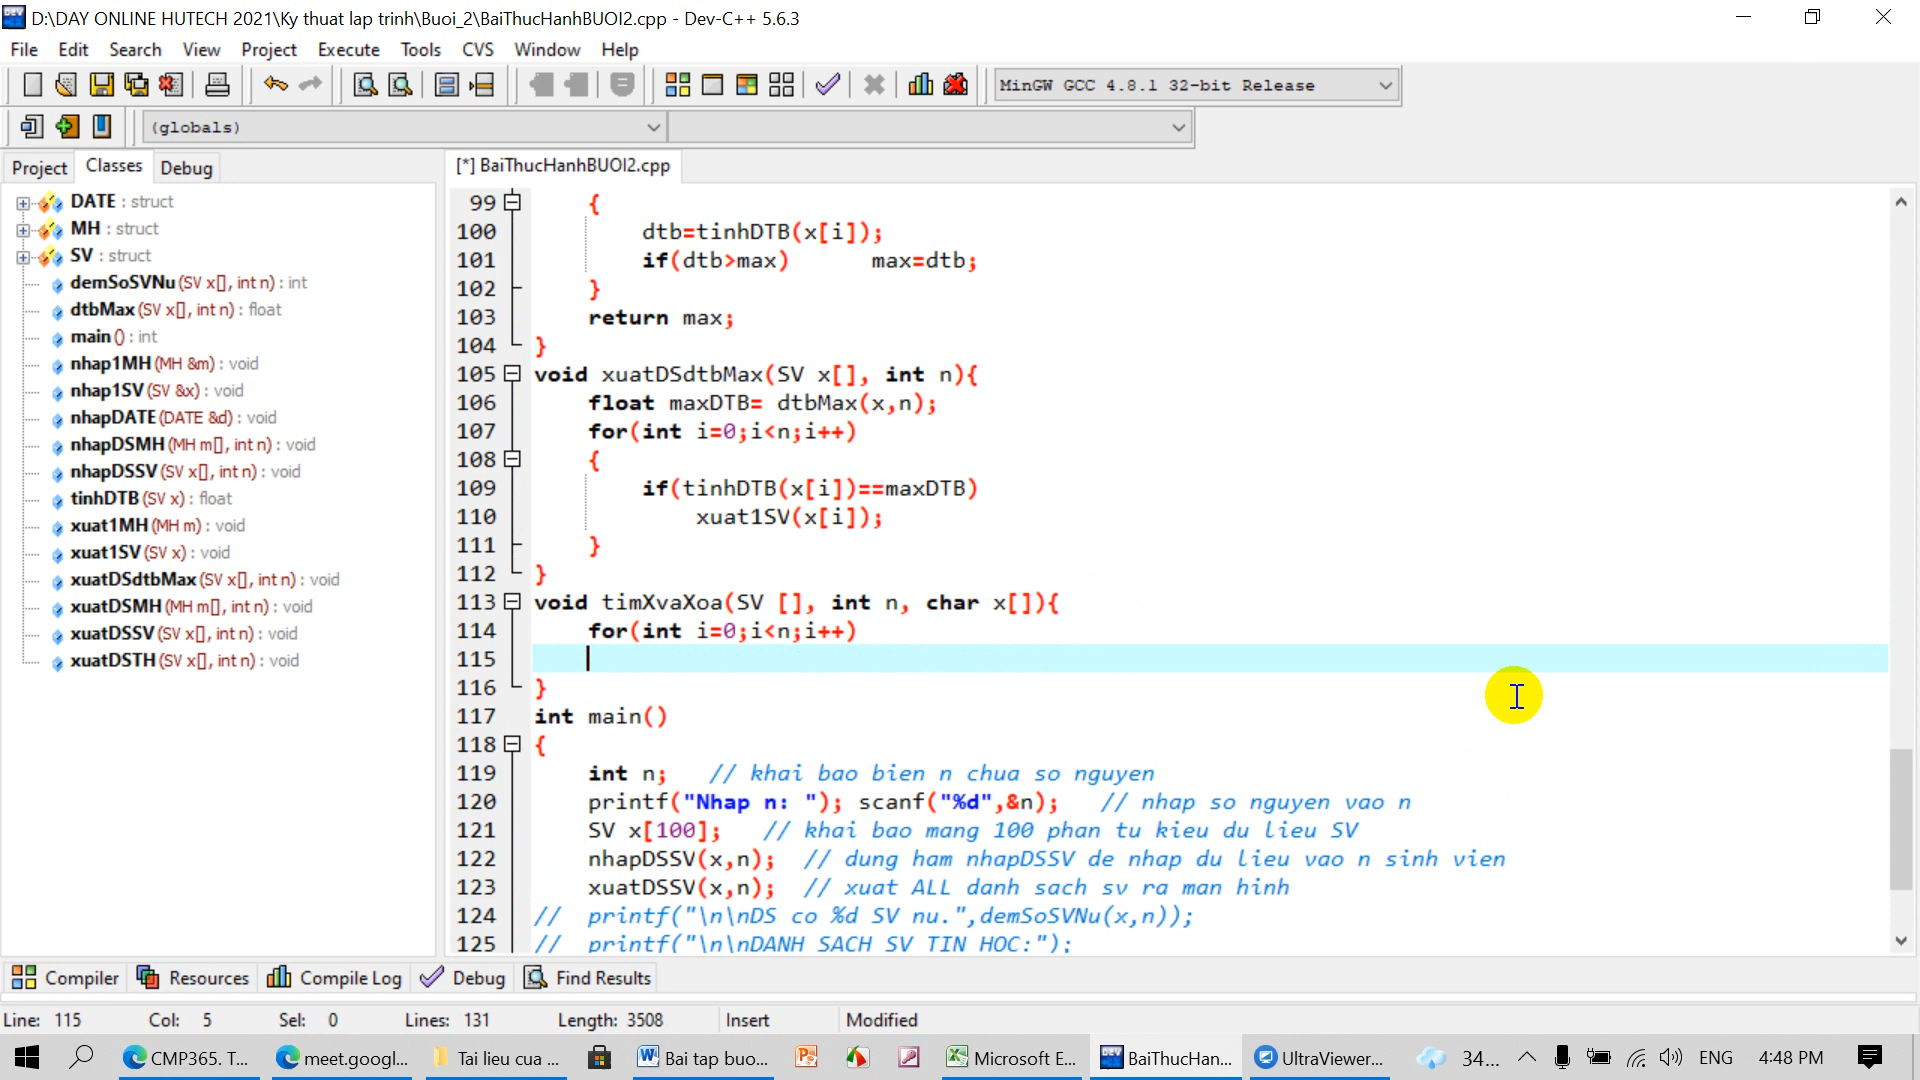 D:\DAY ONLINE HUTECH 2021\Ky thuat lap trinh\Buoi_2\BaiThucHanhBUOI2.cpp - Dev-C++ 5.6.3
File Edit Search View Project Execute Tools CVS Window Help
MinGW GCC 4.8.1 32-bit Release
(globals)
Project Classes Debug
[*] BaiThucHanhBUOI2.cpp
DATE : struct
MH : struct
SV : struct
demSoSVNu (SV x[], int n) : int
dtbMax (SV x[], int n) : float
main () : int
nhap1MH (MH &m) : void
nhap1SV (SV &x) : void
nhapDATE (DATE &d) : void
nhapDSMH (MH m[], int n) : void
nhapDSSV (SV x[], int n) : void
tinhDTB (SV x) : float
xuat1MH (MH m) : void
xuat1SV (SV x) : void
xuatDSdtbMax (SV x[], int n) : void
xuatDSMH (MH m[], int n) : void
xuatDSSV (SV x[], int n) : void
xuatDSTH (SV x[], int n) : void
99 {
100 dtb=tinhDTB(x[i]);
101 if(dtb>max) max=dtb;
102 }
103 return max;
104 }
105 void xuatDSdtbMax(SV x[], int n){
106 float maxDTB= dtbMax(x,n);
107 for(int i=0;i<n;i++)
108 {
109 if(tinhDTB(x[i])==maxDTB)
110 xuat1SV(x[i]);
111 }
112 }
113 void timXvaXoa(SV [], int n, char x[]){
114 for(int i=0;i<n;i++)
115
116 }
117 int main()
118 {
119 int n; // khai bao bien n chua so nguyen
120 printf("Nhap n: "); scanf("%d",&n); // nhap so nguyen vao n
121 SV x[100]; // khai bao mang 100 phan tu kieu du lieu SV
122 nhapDSSV(x,n); // dung ham nhapDSSV de nhap du lieu vao n sinh vien
123 xuatDSSV(x,n); // xuat ALL danh sach sv ra man hinh
124 // printf("\n\nDS co %d SV nu.",demSoSVNu(x,n));
125 // printf("\n\nDANH SACH SV TIN HOC:");
Compiler Resources Compile Log Debug Find Results
Line: 115 Col: 5 Sel: 0 Lines: 131 Length: 3508 Insert Modified
CMP365. T... meet.googl... Tai lieu cua ... Bai tap buo... Microsoft E... BaiThucHan... UltraViewer... 34... ENG 4:48 PM